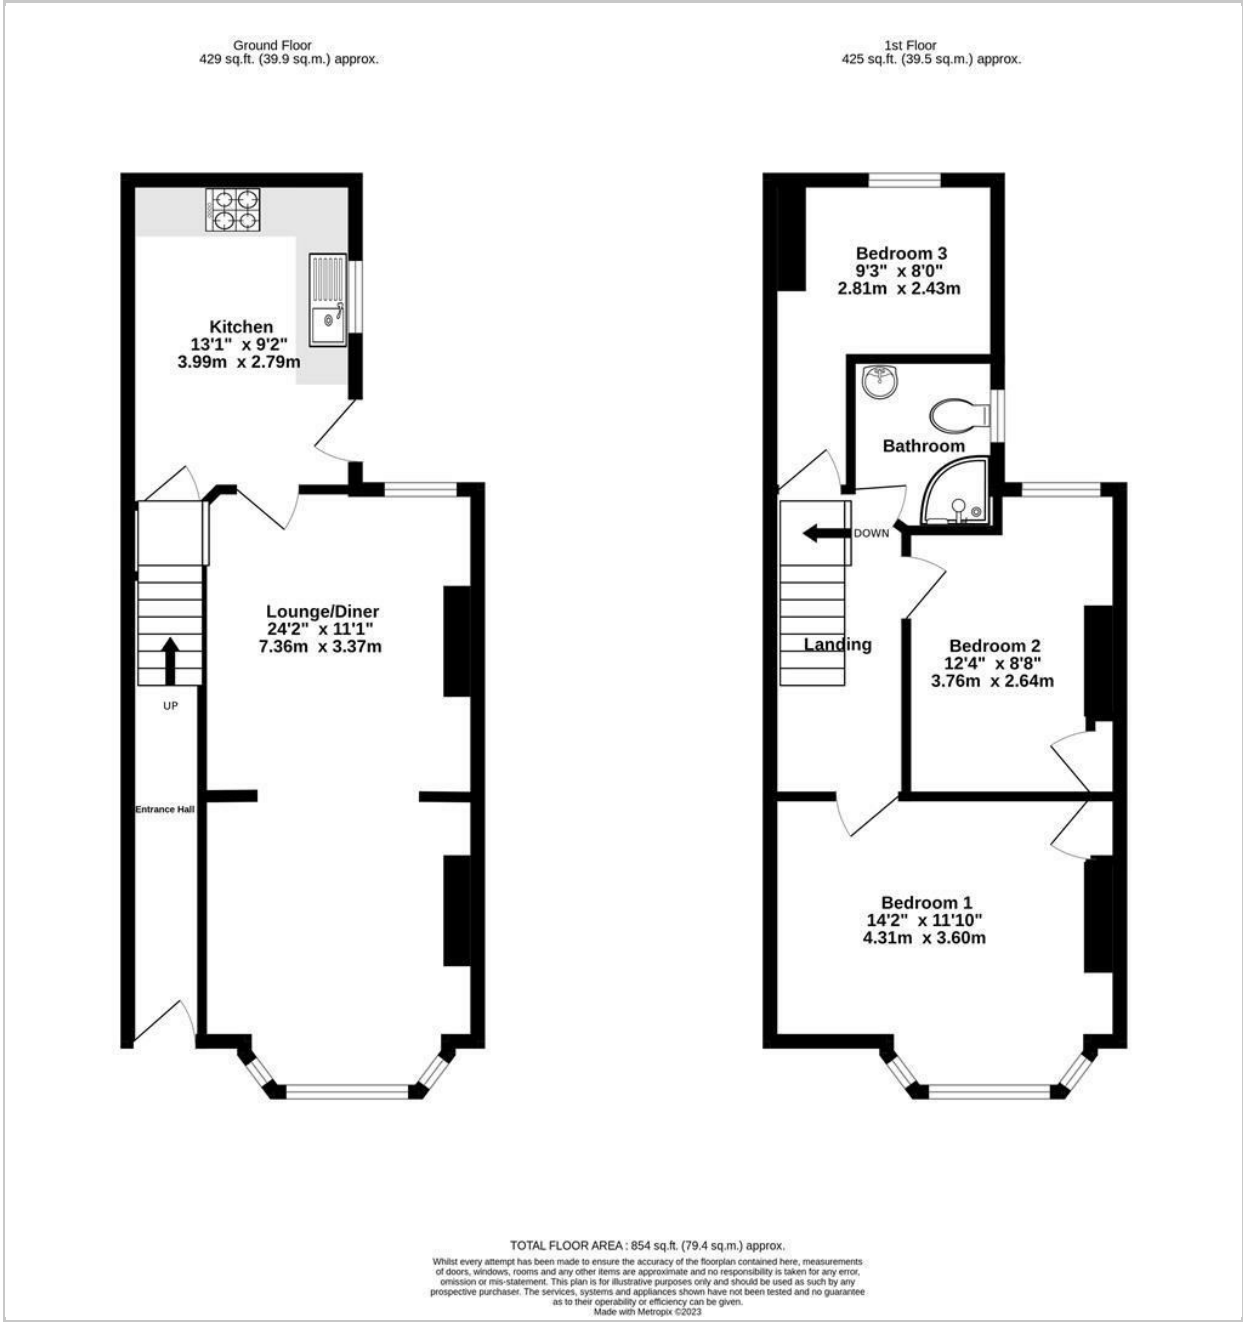 Ground Floor
429 sq.ft. (39.9 sq.m.) approx.
Kitchen
13'1" x 9'2"
3.99m x 2.79m
Lounge/Diner
24'2" x 11'1"
7.36m x 3.37m
UP
Entrance Hall
1st Floor
425 sq.ft. (39.5 sq.m.) approx.
Bedroom 3
9'3" x 8'0"
2.81m x 2.43m
Bathroom
DOWN
Landing
Bedroom 2
12'4" x 8'8"
3.76m x 2.64m
Bedroom 1
14'2" x 11'10"
4.31m x 3.60m
TOTAL FLOOR AREA : 854 sq.ft. (79.4 sq.m.) approx.
Whilst every attempt has been made to ensure the accuracy of the floorplan contained here, measurements
of doors, windows, rooms and any other items are approximate and no responsibility is taken for any error,
omission or mis-statement. This plan is for illustrative purposes only and should be used as such by any
prospective purchaser. The services, systems and appliances shown have not been tested and no guarantee
as to their operability or efficiency can be given.
Made with Metropix ©2023